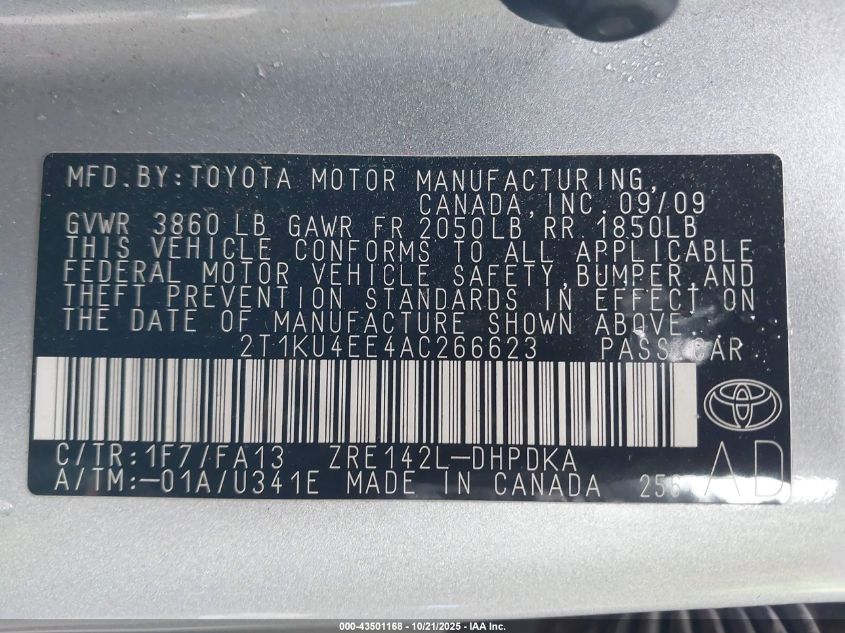 MFD.BY:TOYOTA MOTOR MANUFACTURING,
CANADA,INC.09/09
GVWR 3860LB GAWR FR 2050LB RR 1850LB
THIS VEHICLE CONFORMS TO ALL APPLICABLE
FEDERAL MOTOR VEHICLE SAFETY,BUMPER,AND
THEFT PREVENTION STANDARDS IN EFFECT ON
THE DATE OF MANUFACTURE SHOWN ABOVE.
2T1KU4EE4AC266623 PASS.CAR
C/TR:1F7/FA13 ZRE142L-DHPDKA
A/TM:-01A/U341E MADE IN CANADA
AD
000-43501168 - 10/21/2025 - IAA Inc.